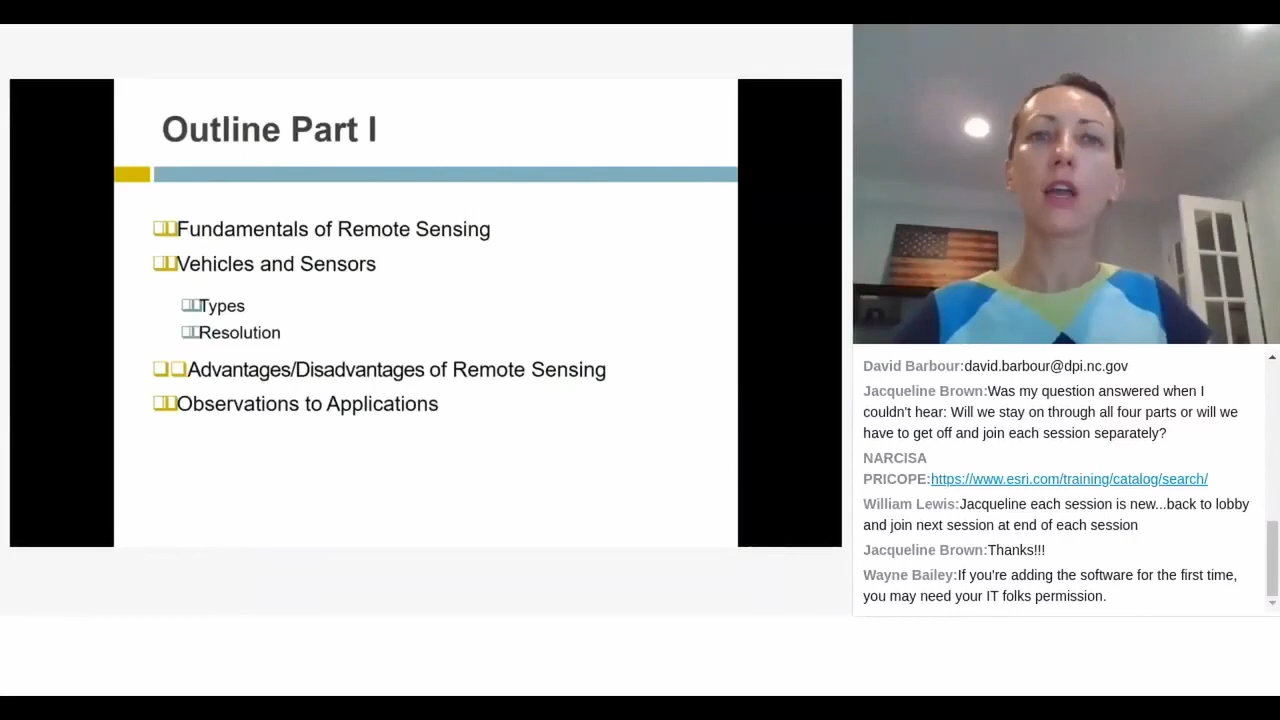 Outline Part I
Fundamentals of Remote Sensing
Vehicles and Sensors
Types
Resolution
Advantages/Disadvantages of Remote Sensing
Observations to Applications
David Barbour:david.barbour@dpi.nc.gov
Jacqueline Brown:Was my question answered when I
couldn't hear: Will we stay on through all four parts or will we
have to get off and join each session separately?
NARCISA
PRICOPE:https://www.esri.com/training/catalog/search/
William Lewis:Jacqueline each session is new...back to lobby
and join next session at end of each session
Jacqueline Brown:Thanks!!!
Wayne Bailey:If you're adding the software for the first time,
you may need your IT folks permission.